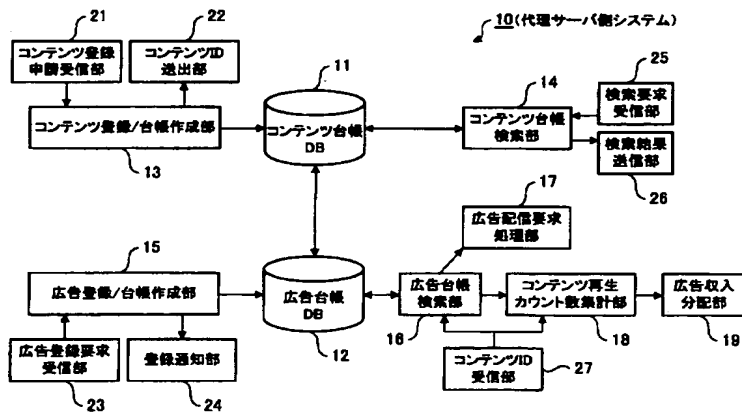 10(代理サーバ側システム)
21
コンテンツ登録
申請受信部
22
コンテンツID
送出部
11
コンテンツ台帳
DB
14
コンテンツ台帳
検索部
25
検索要求
受信部
コンテンツ登録/台帳作成部
13
検索結果
送信部
26
17
広告配信要求
処理部
15
広告登録/台帳作成部
広告台帳
DB
12
広告台帳
検索部
16
コンテンツ再生
カウント数集計部
18
広告収入
分配部
19
広告登録要求
受信部
23
登録通知部
24
コンテンツID
受信部
27